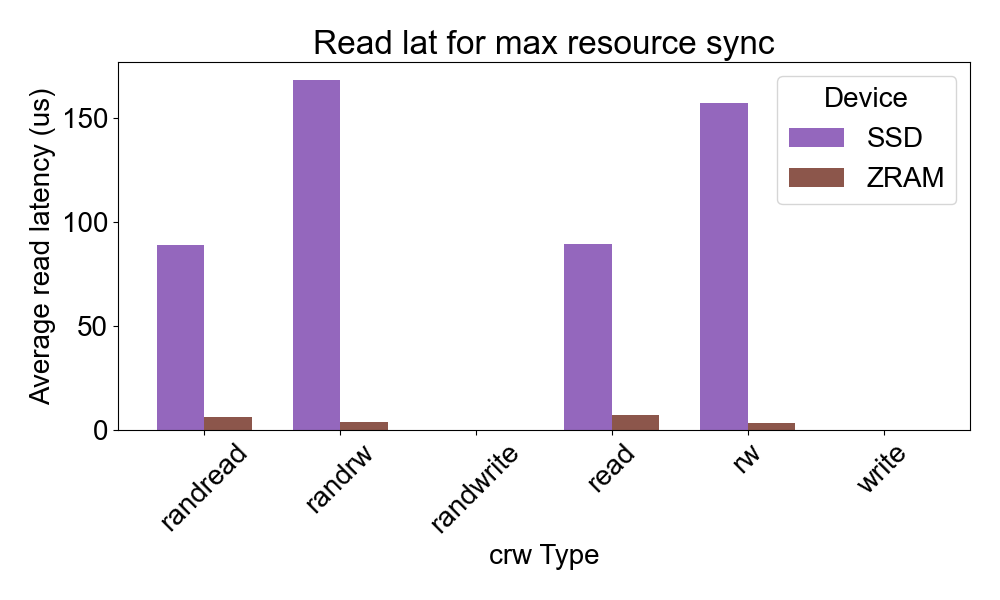 Read lat for max resource sync
Average read latency (us)
150
100
50
0
Device
SSD
ZRAM
randread
randrw
randwrite
read
rw
write
crw Type